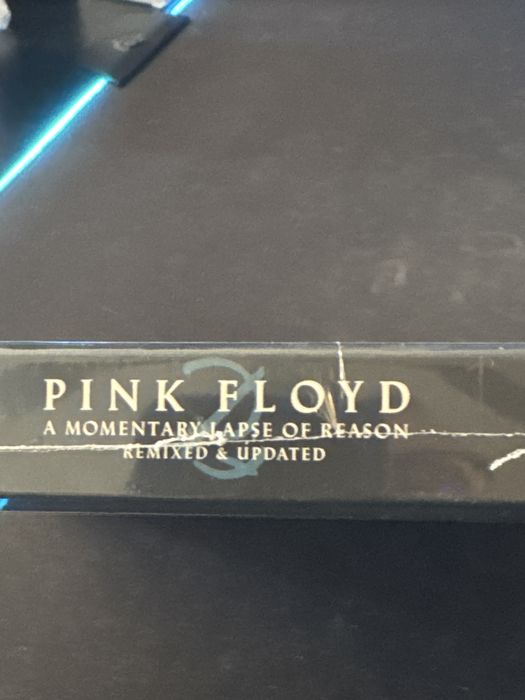 PINK FLOYD
A MOMENTARY LAPSE OF REASON
REMIXED & UPDATED